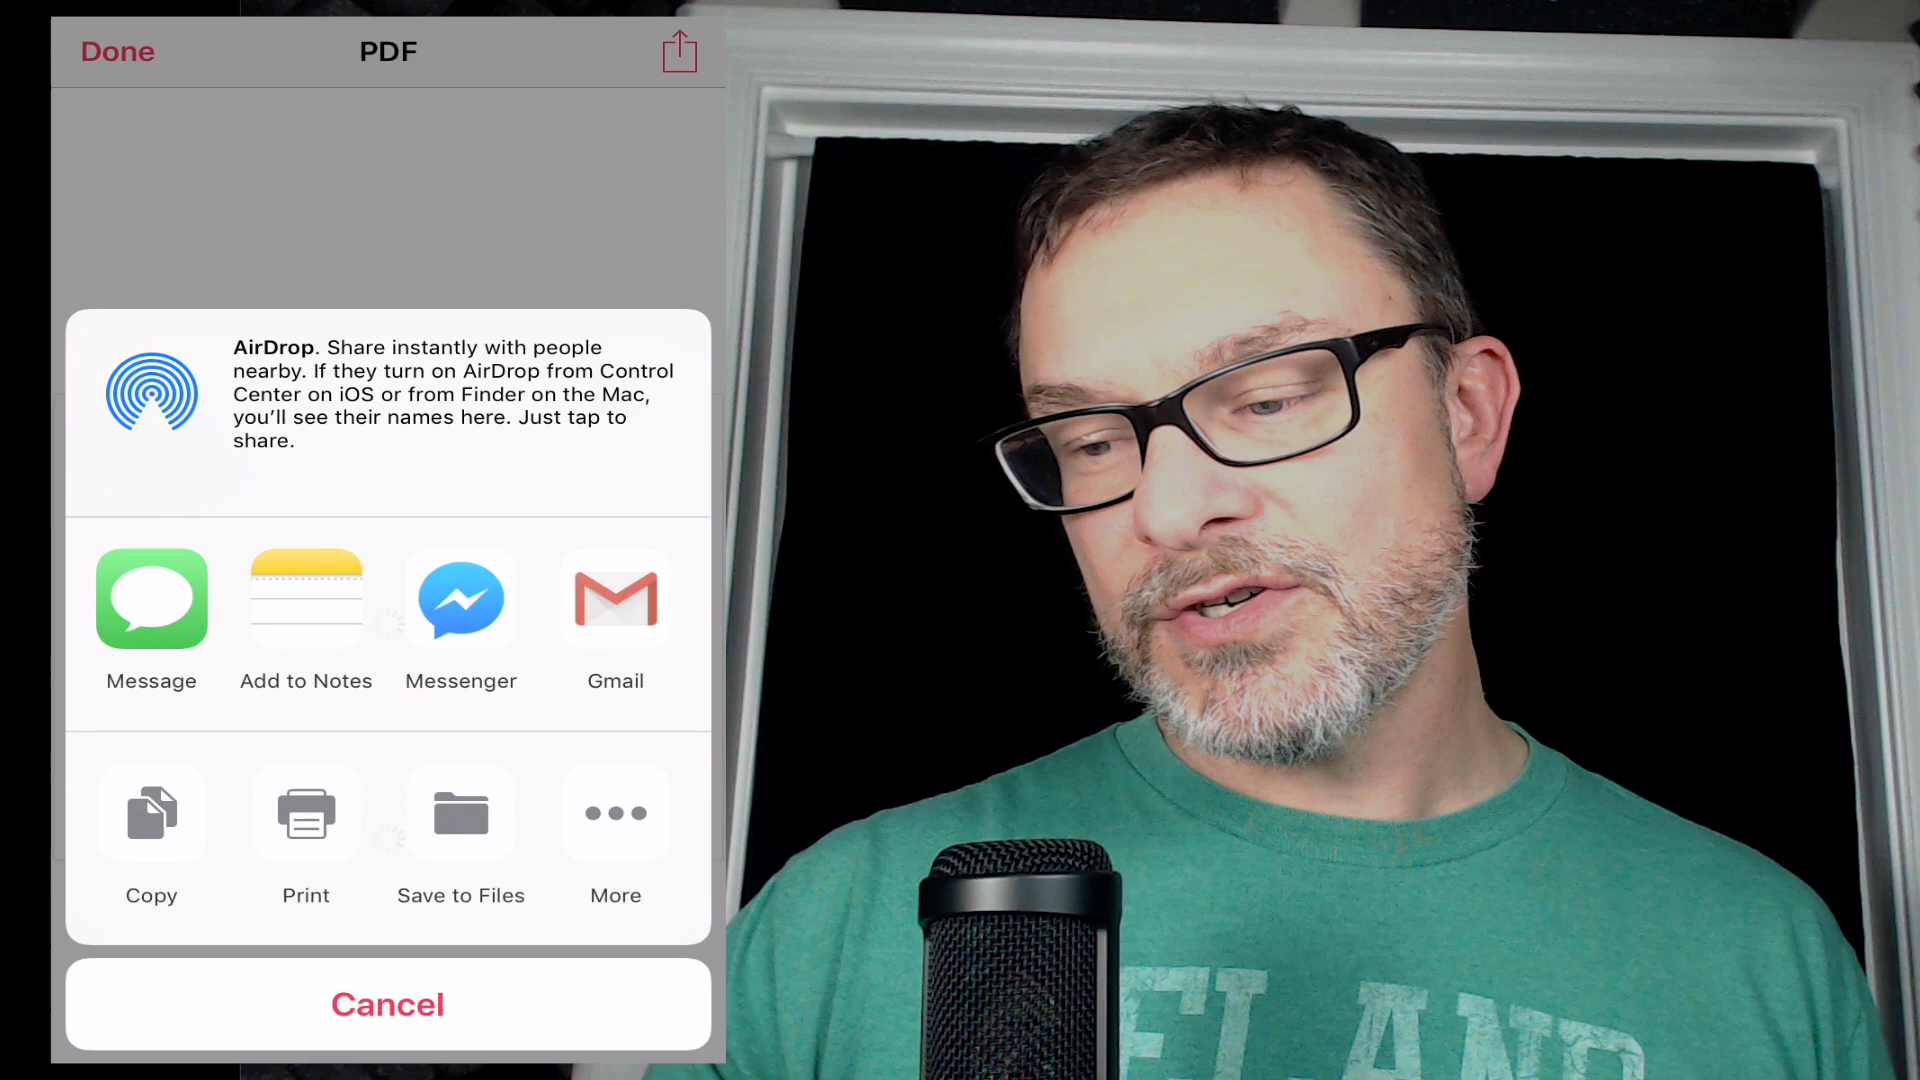 Done
PDF
AirDrop. Share instantly with people
nearby. If they turn on AirDrop from Control
Center on iOS or from Finder on the Mac,
you'll see their names here. Just tap to
share.
Message
Add to Notes
Messenger
Gmail
Copy
Print
Save to Files
More
Cancel
ELAND